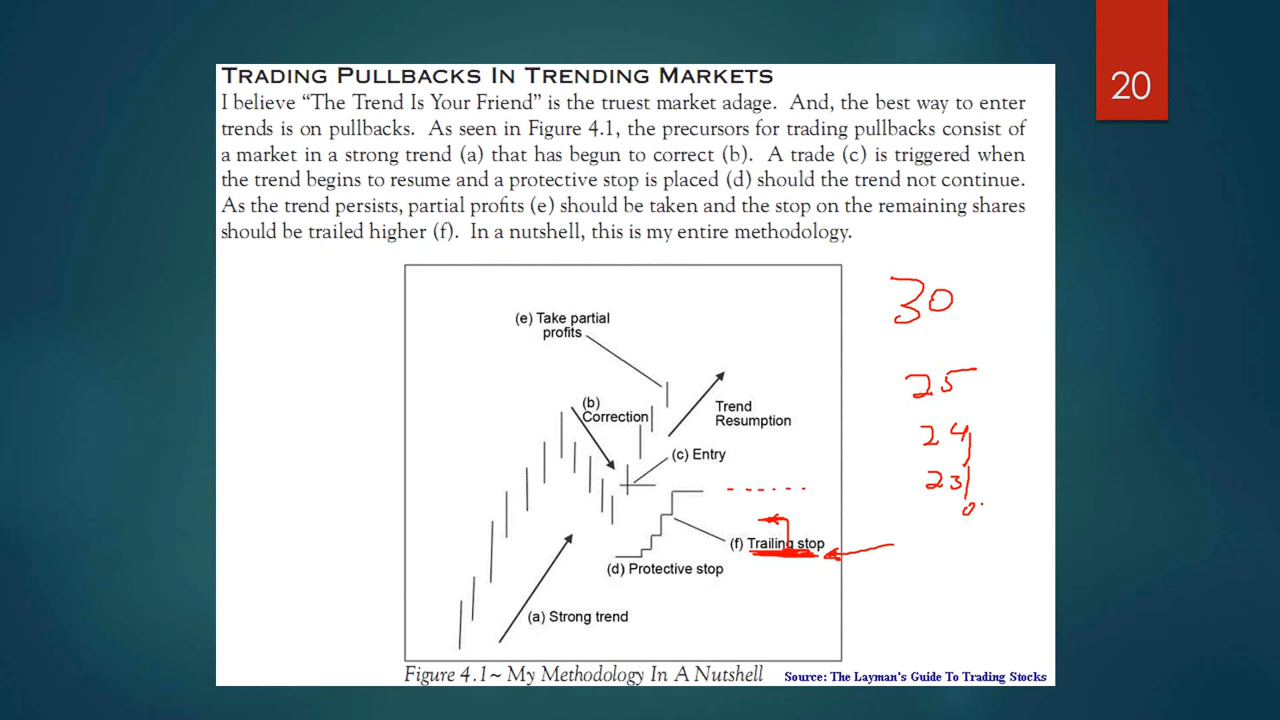 20
TRADING PULLBACKS IN TRENDING MARKETS
I believe “The Trend Is Your Friend” is the truest market adage. And, the best way to enter
trends is on pullbacks. As seen in Figure 4.1, the precursors for trading pullbacks consist of
a market in a strong trend (a) that has begun to correct (b). A trade (c) is triggered when
the trend begins to resume and a protective stop is placed (d) should the trend not continue.
As the trend persists, partial profits (e) should be taken and the stop on the remaining shares
should be trailed higher (f). In a nutshell, this is my entire methodology.
(e) Take partial
profits
(b)
Correction
Trend
Resumption
(c) Entry
(f) Trailing stop
(d) Protective stop
(a) Strong trend
30
25
24
23
Figure 4.1~ My Methodology In A Nutshell
Source: The Layman's Guide To Trading Stocks